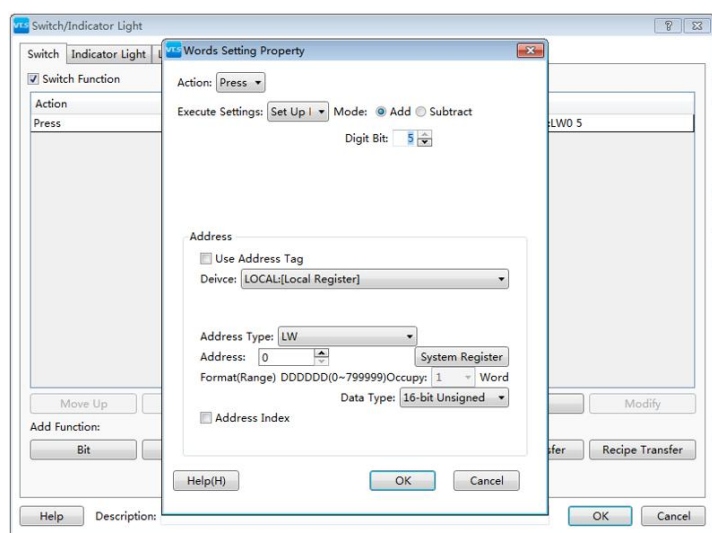 VT.S Switch/Indicator Light
Switch Indicator Light
Switch Function
Action
Press
:LW0 5
Move Up
Modify
Add Function:
Bit
sfer
Recipe Transfer
Help
Description:
OK
Cancel
VT.S Words Setting Property
Action: Press
Execute Settings: Set Up Mode: Add Subtract
Digit Bit: 5
Address
Use Address Tag
Deivce: LOCAL:[Local Register]
Address Type: LW
Address: 0 System Register
Format(Range) DDDDDD(0~799999)Occupy: 1 Word
Data Type: 16-bit Unsigned
Address Index
Help(H)
OK
Cancel